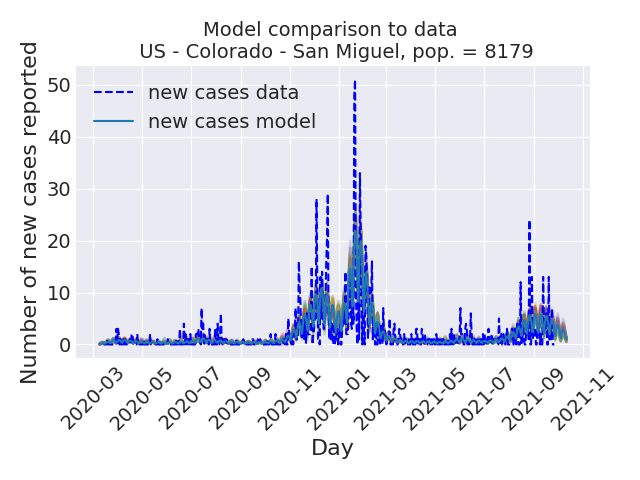 Model comparison to data
US - Colorado - San Miguel, pop. = 8179
Number of new cases reported
50
40
30
20
10
0
new cases data
new cases model
2020-03
2020-05
2020-07
2020-09
2020-11
2021-01
2021-03
2021-05
2021-07
2021-09
2021-11
Day